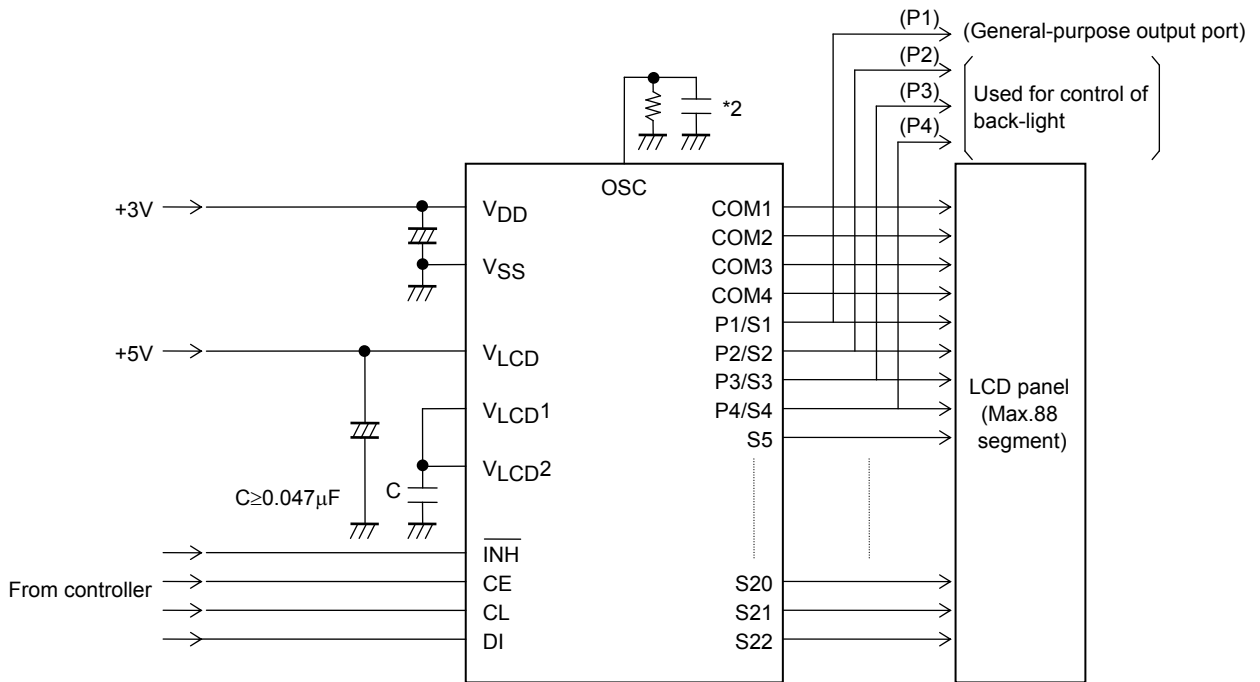 (P1)
(General-purpose output port)
(P2)
(P3)
(P4)
Used for control of
back-light
*2
OSC
+3V
VDD
VSS
+5V
VLCD
VLCD1
VLCD2
C
C≥0.047μF
From controller
INH
CE
CL
DI
COM1
COM2
COM3
COM4
P1/S1
P2/S2
P3/S3
P4/S4
S5
S20
S21
S22
LCD panel
(Max.88
segment)